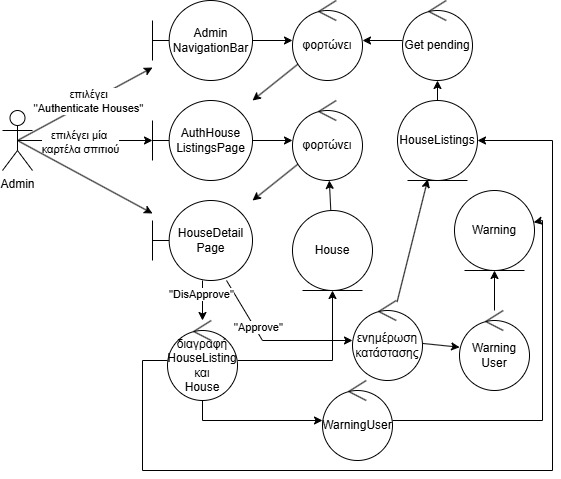 Admin
NavigationBar
φορτώνει
Get pending
επιλέγει
"Authenticate Houses"
επιλέγει μία
καρτέλα σπιτιού
Admin
AuthHouse
ListingsPage
φορτώνει
HouseListings
HouseDetail
Page
House
Warning
"DisApprove"
"Approve"
διαγραφή
HouseListing
και
House
ενημέρωση
κατάστασης
Warning
User
WarningUser